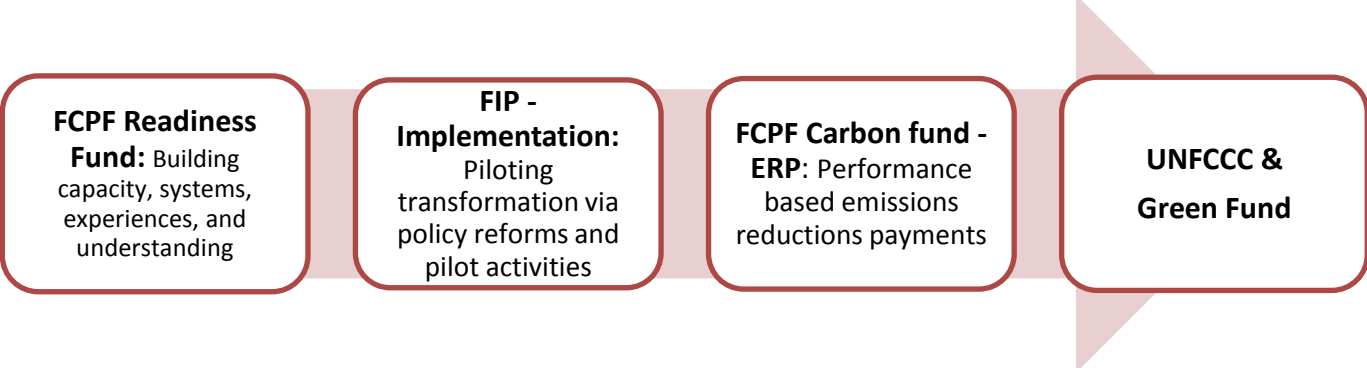 FCPF Readiness
Fund: Building
capacity, systems,
experiences, and
understanding
FIP -
Implementation:
Piloting
transformation via
policy reforms and
pilot activities
FCPF Carbon fund -
ERP: Performance
based emissions
reductions payments
UNFCCC &
Green Fund